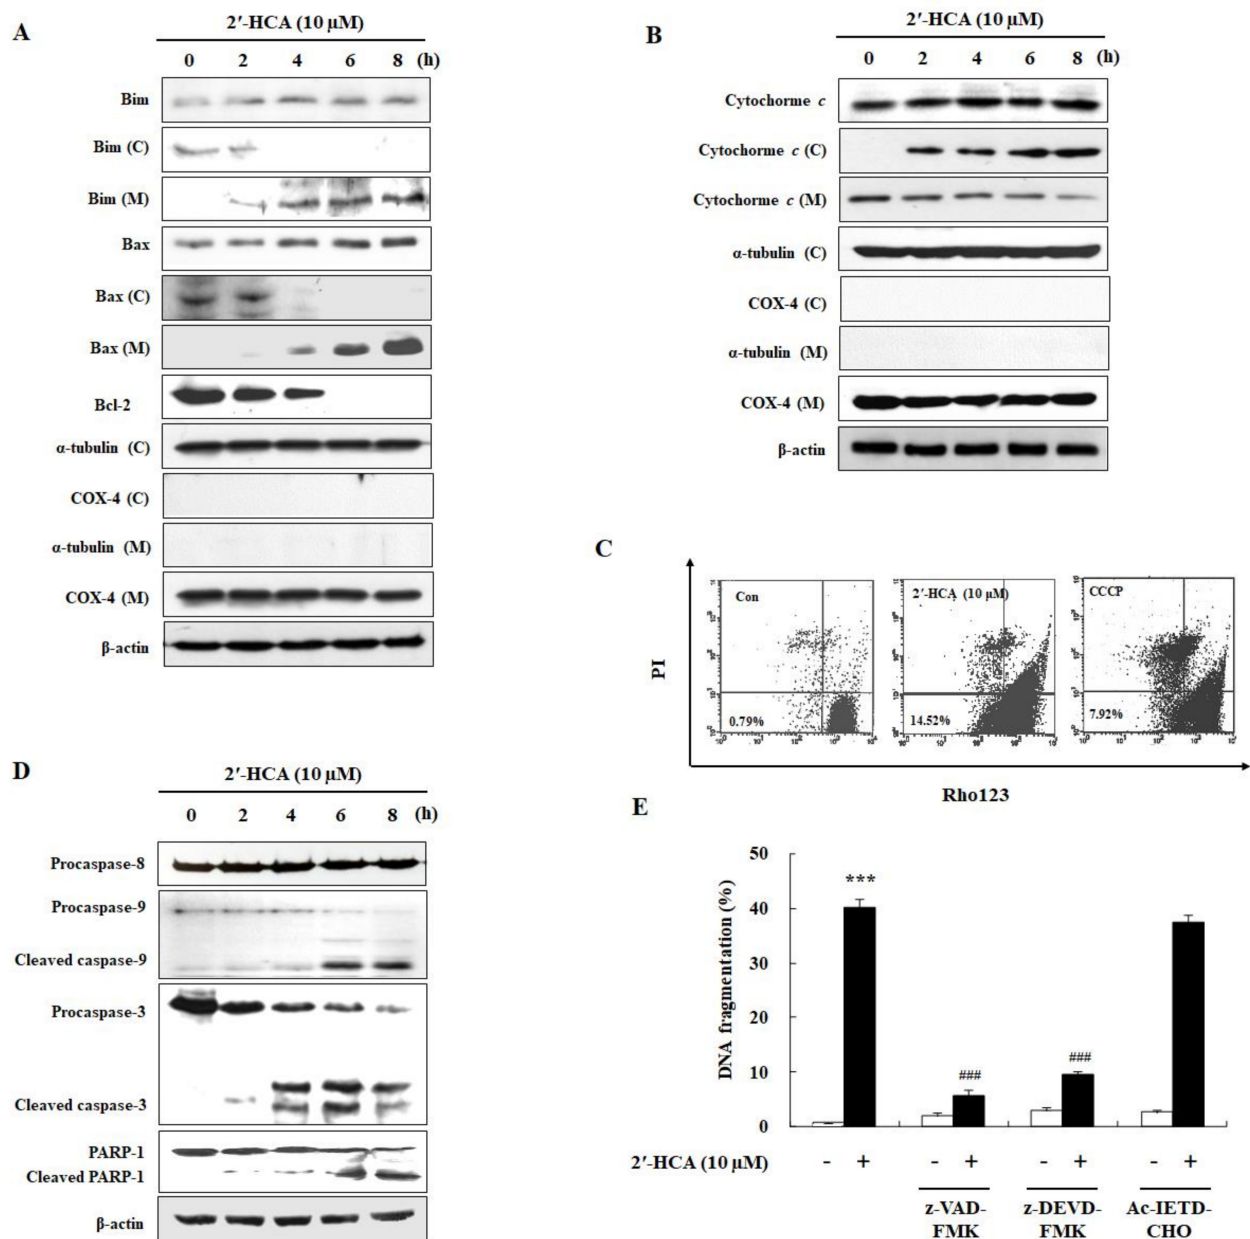 A
2′-HCA (10 µM)
0 2 4 6 8 (h)
Bim
Bim (C)
Bim (M)
Bax
Bax (C)
Bax (M)
Bcl-2
α-tubulin (C)
COX-4 (C)
α-tubulin (M)
COX-4 (M)
β-actin
B
2′-HCA (10 µM)
0 2 4 6 8 (h)
Cytochorme c
Cytochorme c (C)
Cytochorme c (M)
α-tubulin (C)
COX-4 (C)
α-tubulin (M)
COX-4 (M)
β-actin
C
PI
Con
0.79%
2′-HCA (10 µM)
14.52%
CCCP
7.92%
Rho123
D
2′-HCA (10 µM)
0 2 4 6 8 (h)
Procaspase-8
Procaspase-9
Cleaved caspase-9
Procaspase-3
Cleaved caspase-3
PARP-1
Cleaved PARP-1
β-actin
E
DNA fragmentation (%)
50
40
30
20
10
0
***
###
###
2′-HCA (10 µM) - + - + - + - +
z-VAD-
FMK
z-DEVD-
FMK
Ac-IETD-
CHO